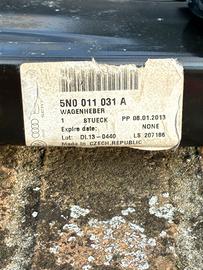 5N0 011 031 A
WAGENHEBER
1 STUECK PP 08.01.2013
Expire date: NONE
Lot: DL13-0440 LS 207186
Made in CZECH.REPUBLIC